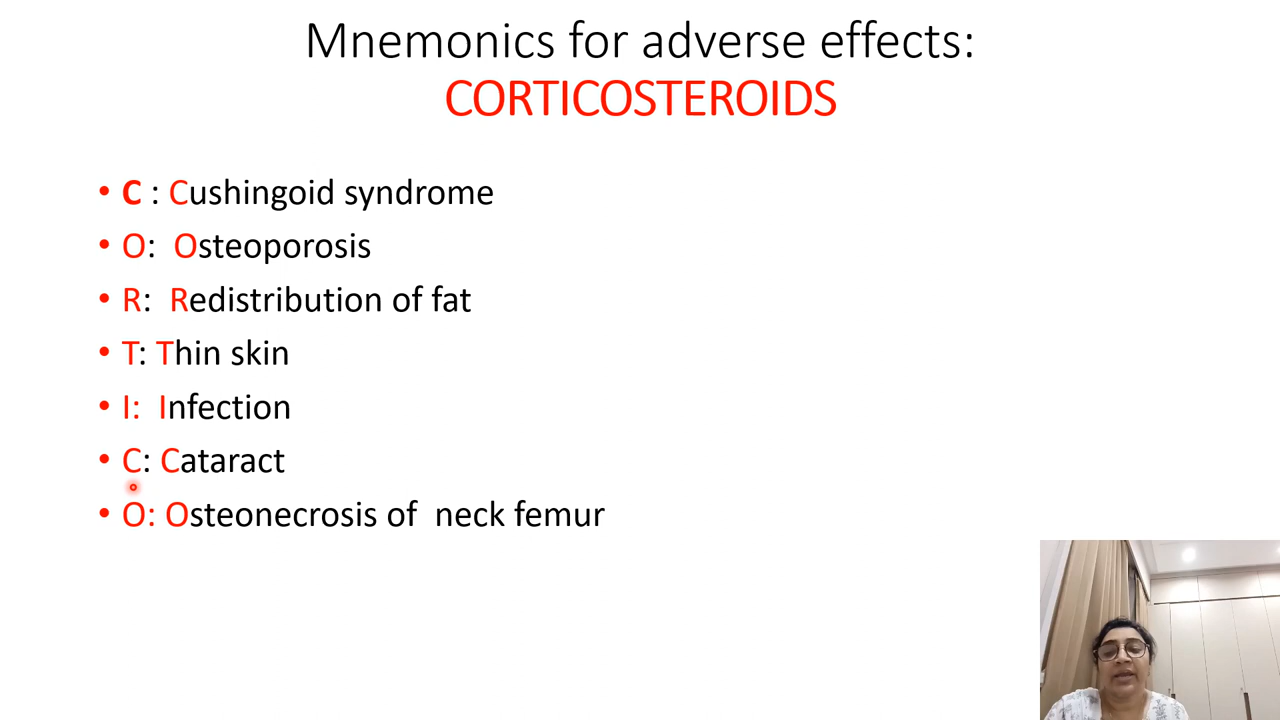 Mnemonics for adverse effects:
CORTICOSTEROIDS
• C : Cushingoid syndrome
• O: Osteoporosis
• R: Redistribution of fat
• T: Thin skin
• I: Infection
• C: Cataract
• O: Osteonecrosis of neck femur